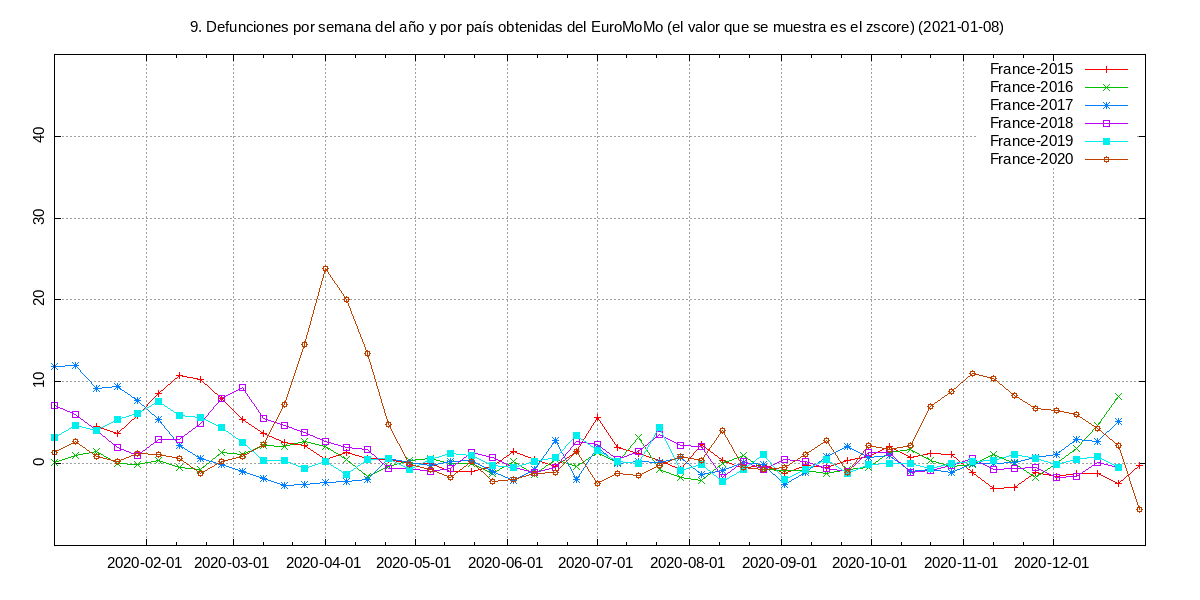 9. Defunciones por semana del año y por país obtenidas del EuroMoMo (el valor que se muestra es el zscore) (2021-01-08)
France-2015
France-2016
France-2017
France-2018
France-2019
France-2020
40
30
20
10
0
2020-02-01 2020-03-01 2020-04-01 2020-05-01 2020-06-01 2020-07-01 2020-08-01 2020-09-01 2020-10-01 2020-11-01 2020-12-01